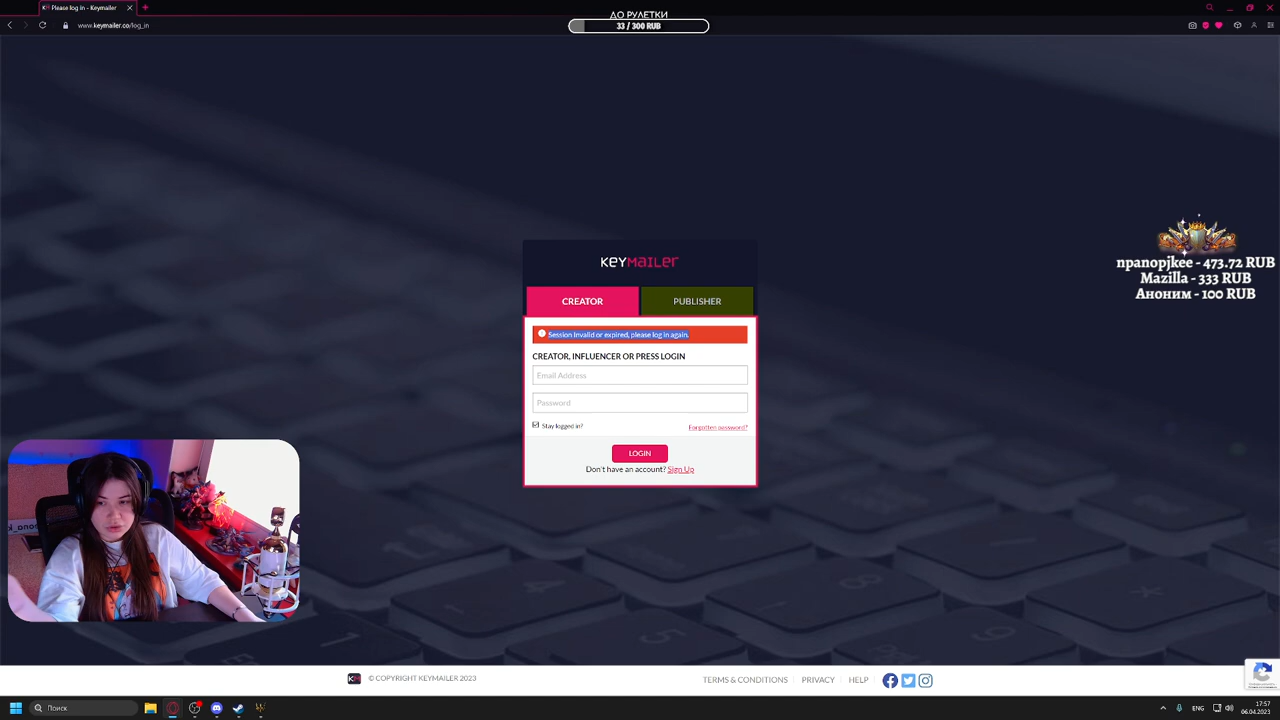 Please log in - Keymailer
www.keymailer.co/log_in
ДО РУЛЕТКИ
33 / 300 RUB
KEYMAILER
CREATOR
PUBLISHER
Session Invalid or expired, please log in again.
CREATOR, INFLUENCER OR PRESS LOGIN
Email Address
Password
Stay logged in?
Forgotten password?
LOGIN
Don't have an account? Sign Up
npanopjkee - 473.72 RUB
Mazilla - 333 RUB
Аноним - 100 RUB
© COPYRIGHT KEYMAILER 2023
TERMS & CONDITIONS
PRIVACY
HELP
Поиск
ENG
17:57
06.04.2023